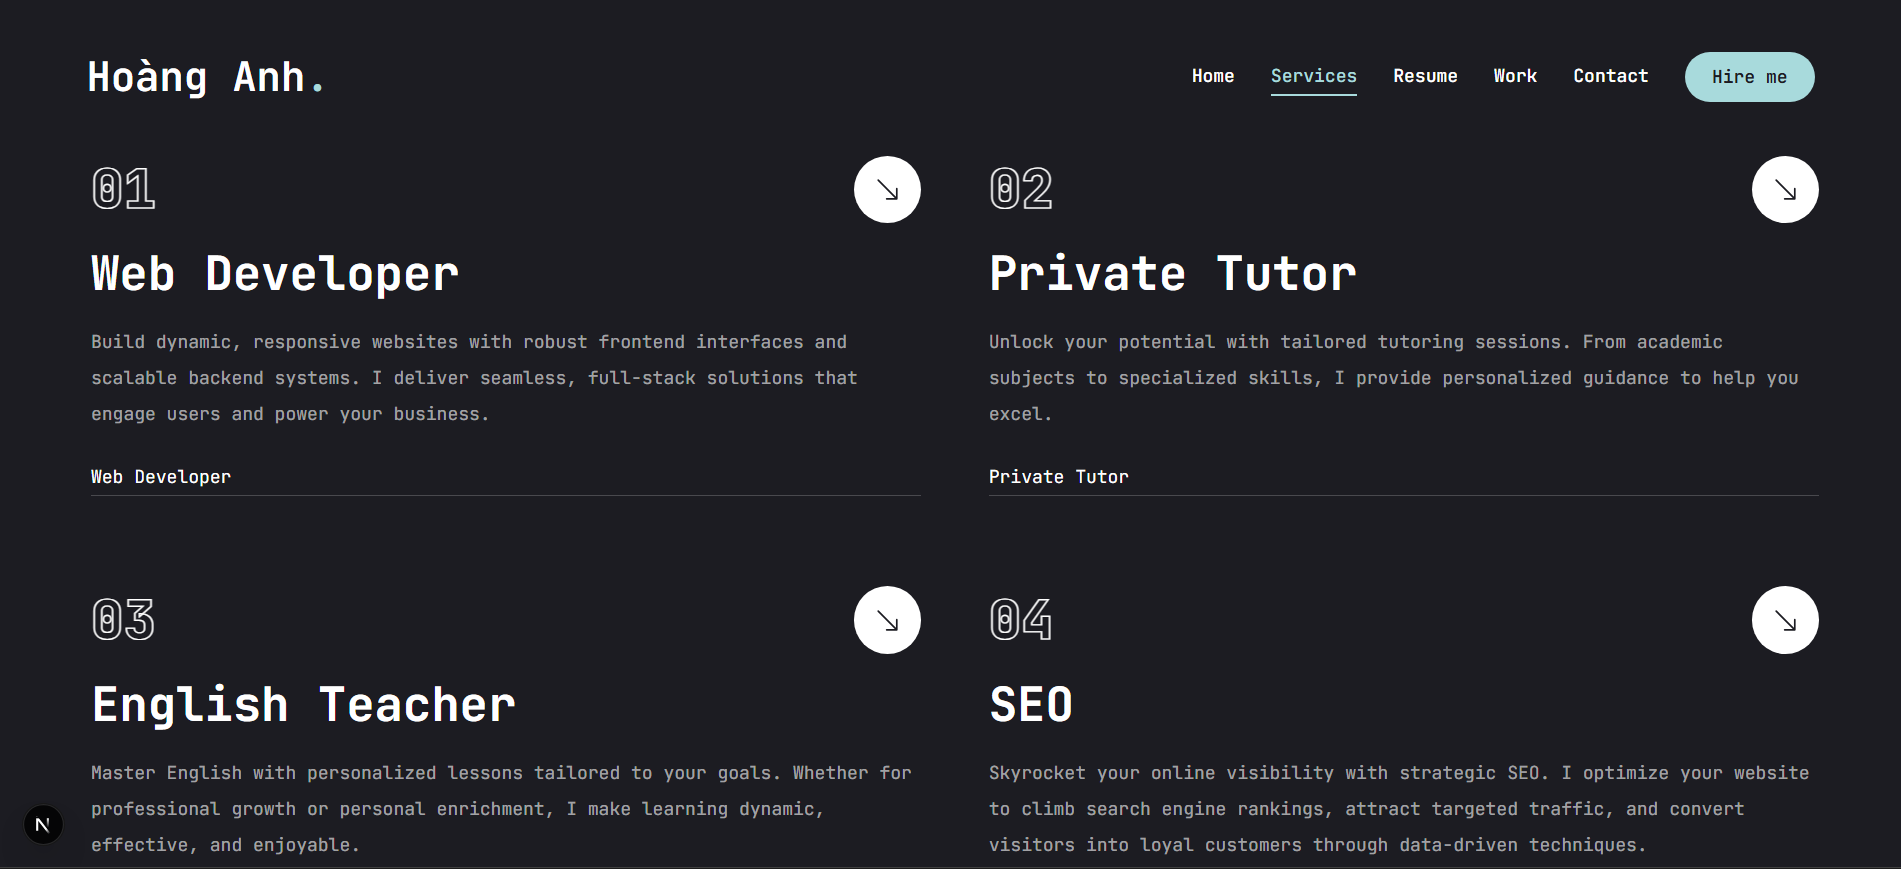 Hoàng Anh.
Home Services Resume Work Contact Hire me
01
Web Developer
Build dynamic, responsive websites with robust frontend interfaces and
scalable backend systems. I deliver seamless, full-stack solutions that
engage users and power your business.
Web Developer
02
Private Tutor
Unlock your potential with tailored tutoring sessions. From academic
subjects to specialized skills, I provide personalized guidance to help you
excel.
Private Tutor
03
English Teacher
Master English with personalized lessons tailored to your goals. Whether for
professional growth or personal enrichment, I make learning dynamic,
effective, and enjoyable.
04
SEO
Skyrocket your online visibility with strategic SEO. I optimize your website
to climb search engine rankings, attract targeted traffic, and convert
visitors into loyal customers through data-driven techniques.
N